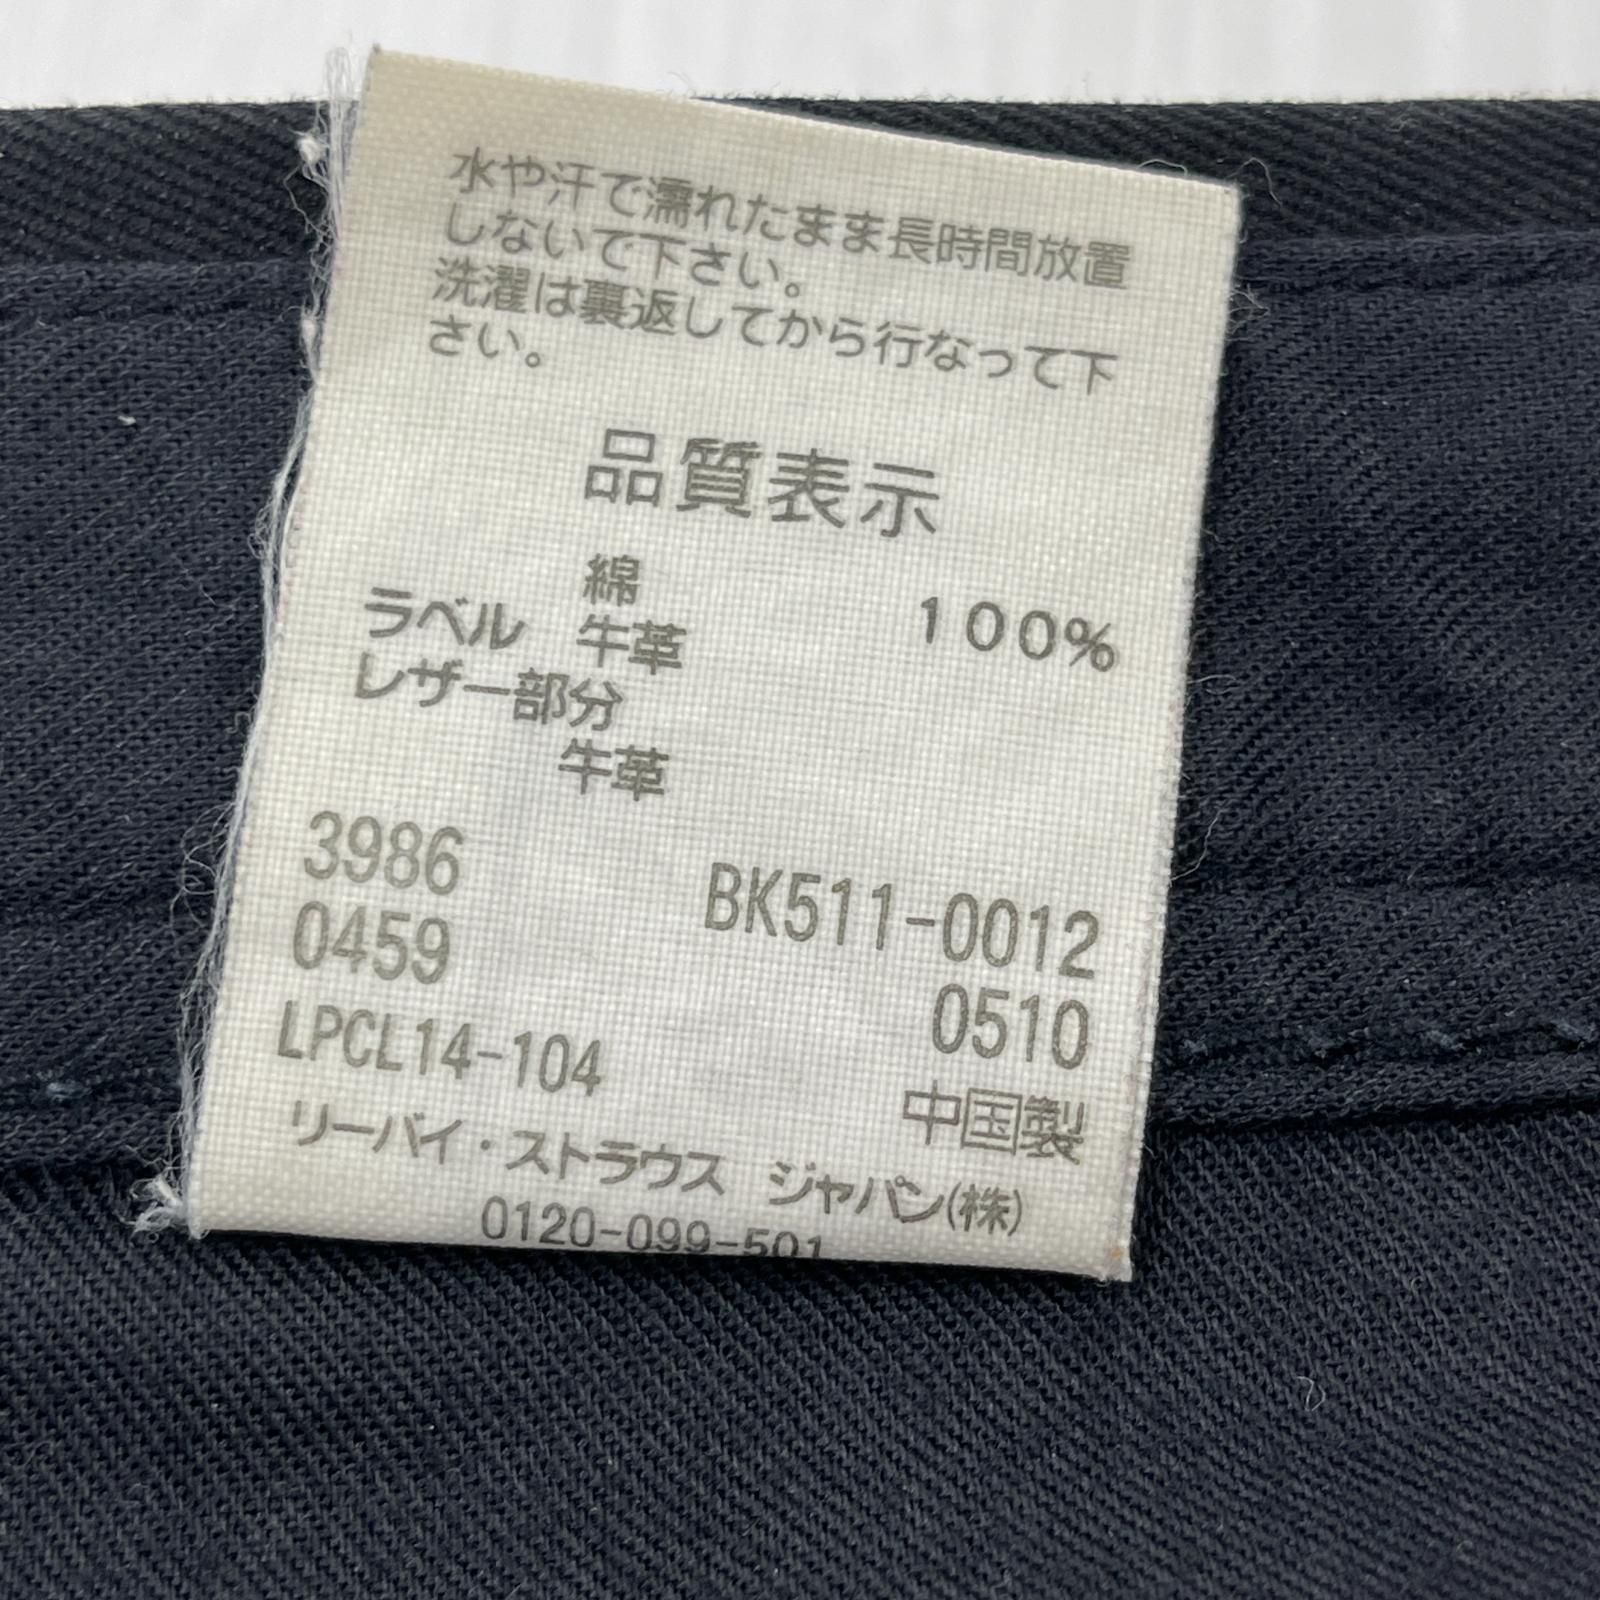 水や汗で濡れたまま長時間放置
しないで下さい。
洗濯は裏返してから行なって下
さい。
品質表示
綿 100%
ラベル 牛革
レザー部分
牛革
3986 BK511-0012
0459 0510
LPCL14-104 中国製
リーバイ・ストラウス ジャパン(株)
0120-099-501